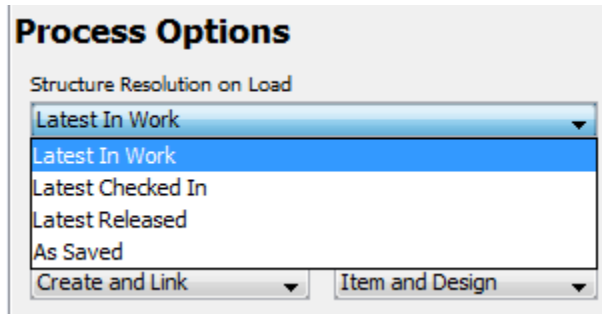 Process Options
Structure Resolution on Load
Latest In Work
Latest In Work
Latest Checked In
Latest Released
As Saved
Create and Link Item and Design